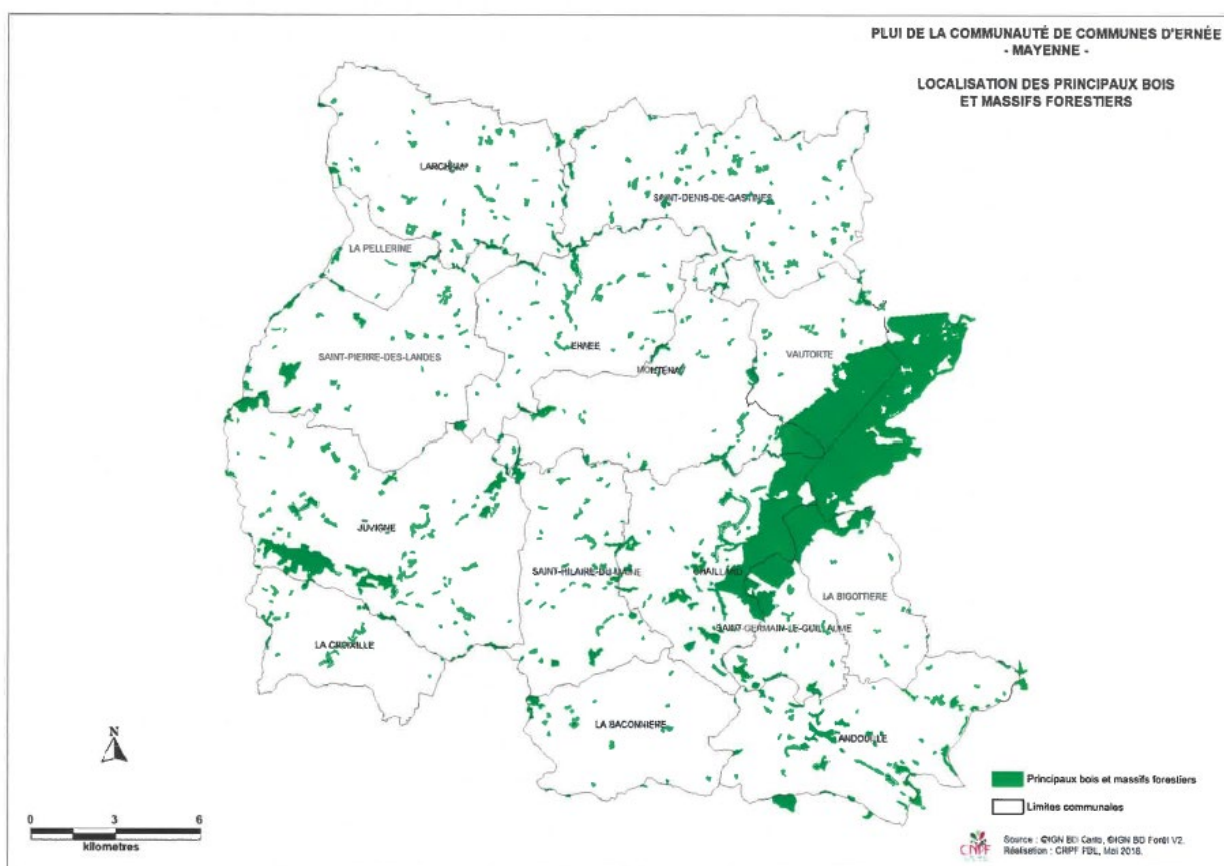 PLUI DE LA COMMUNAUTÉ DE COMMUNES D'ERNÉE
- MAYENNE -
LOCALISATION DES PRINCIPAUX BOIS
ET MASSIFS FORESTIERS
LARCHAMP
SAINT-DENIS-DE-GASTINES
LA PELLERINE
ERNEE
SAINT-PIERRE-DES-LANDES
VAUTORTE
MONTENAY
JUVIGNE
SAINT-HILAIRE-DU-MAINE
CHAILLAND
LA BIGOTTIERE
SAINT-GERMAIN-LE-GUILLAUME
LA CROIXILLE
LA BACONNIERE
ANDOUILLE
N
0 3 6
kilometres
Principaux bois et massifs forestiers
Limites communales
CNPF
Source : ©IGN BD Carto, ©IGN BD Forêt V2.
Réalisation : CRPF PDL, Mai 2018.